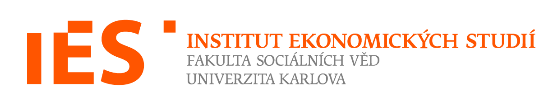 IES
INSTITUT EKONOMICKÝCH STUDIÍ
FAKULTA SOCIÁLNÍCH VĚD
UNIVERZITA KARLOVA